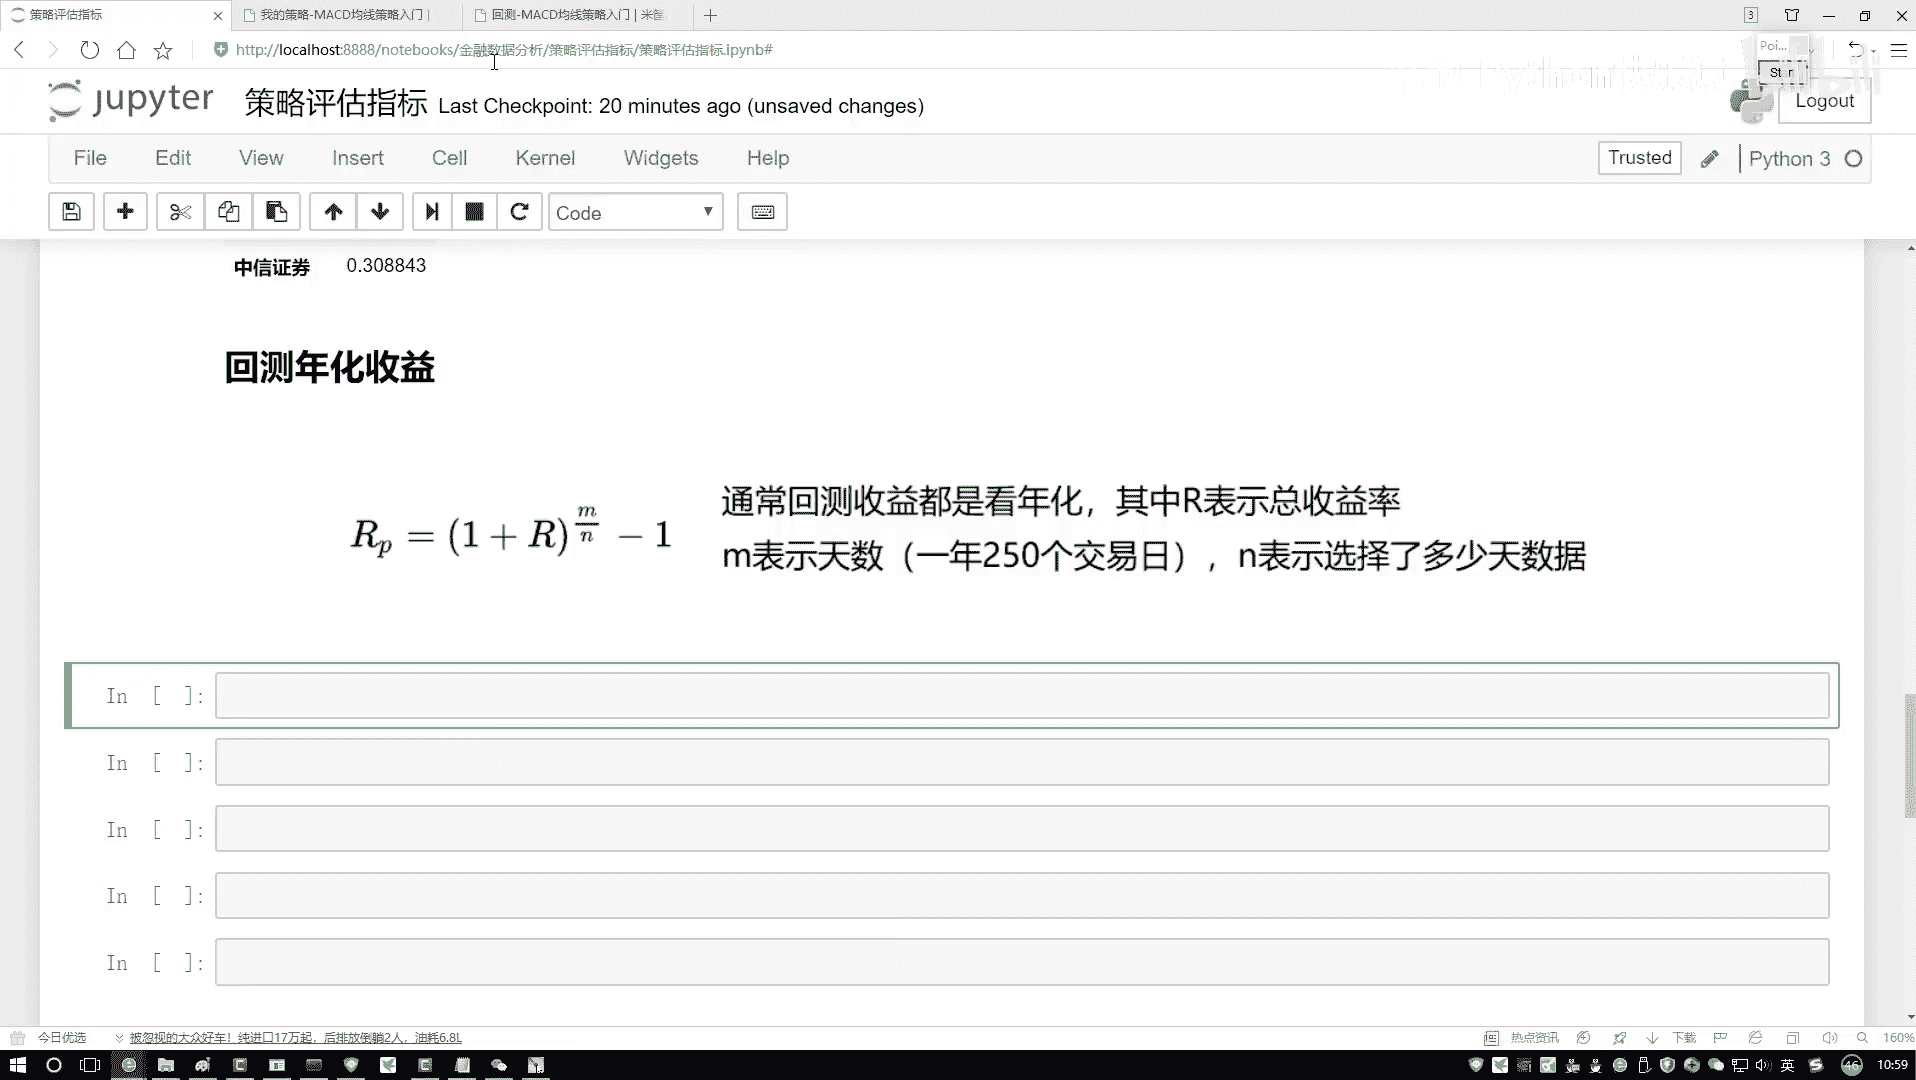 策略评估指标
我的策略-MACD均线策略入门 |
回测-MACD均线策略入门 | 米筐
3
http://localhost:8888/notebooks/金融数据分析/策略评估指标/策略评估指标.ipynb#
Poi...
jupyter 策略评估指标 Last Checkpoint: 20 minutes ago (unsaved changes)
Logout
File Edit View Insert Cell Kernel Widgets Help
Trusted
Python 3
Code
中信证券 0.308843
回测年化收益
R_p = (1 + R)^{m/n} − 1
通常回测收益都是看年化，其中R表示总收益率
m表示天数（一年250个交易日），n表示选择了多少天数据
In [ ]:
In [ ]:
In [ ]:
In [ ]:
In [ ]:
今日优选
被忽视的大众好车！纯进口17万起，后排放倒躺2人，油耗6.8L
热点资讯
下载
160%
英
46
10:59